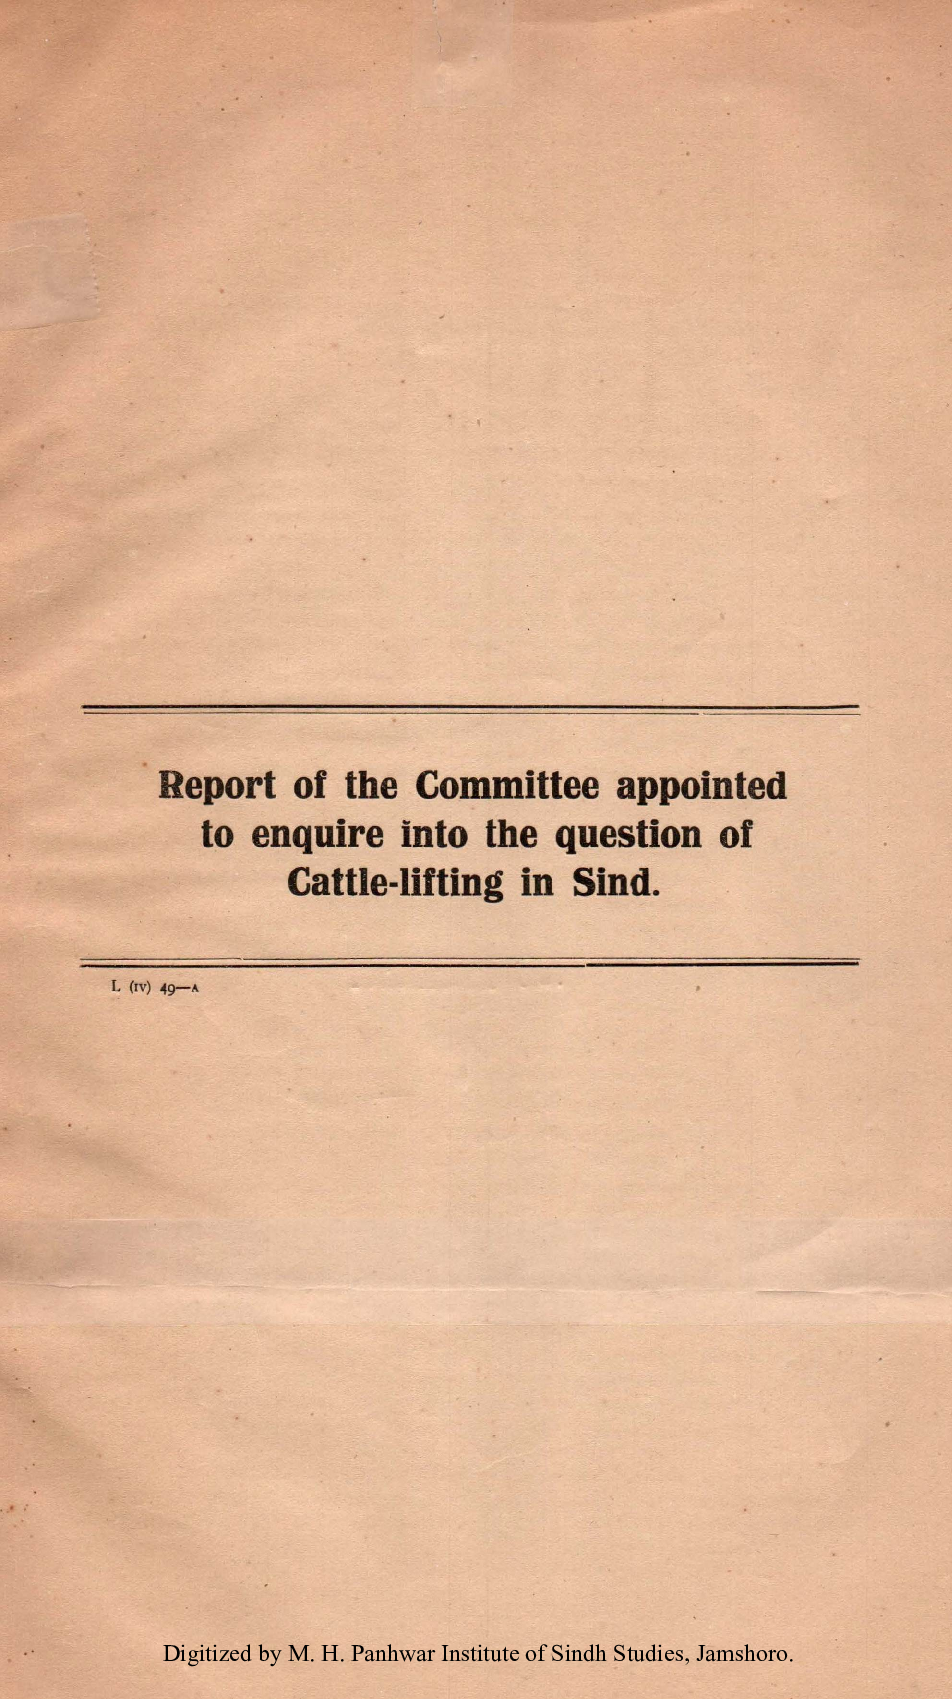 Report of the Committee appointed
to enquire into the question of
Cattle-lifting in Sind.
L (IV) 49—A
Digitized by M. H. Panhwar Institute of Sindh Studies, Jamshoro.